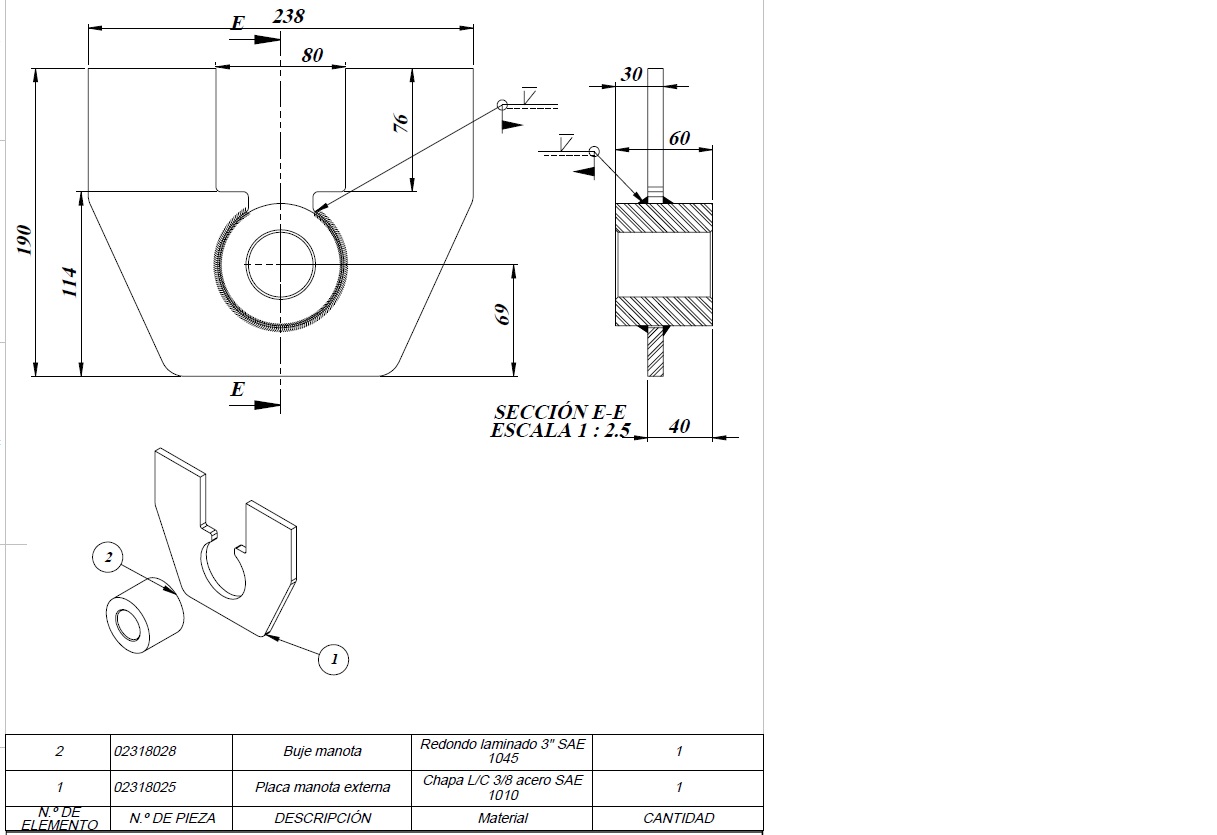 E
238
80
76
190
114
69
E
30
60
40
SECCIÓN E-E
ESCALA 1 : 2.5
2
1
2 02318028 Buje manota Redondo laminado 3" SAE
1045 1
1 02318025 Placa manota externa Chapa L/C 3/8 acero SAE
1010 1
N.º DE
ELEMENTO N.º DE PIEZA DESCRIPCIÓN Material CANTIDAD